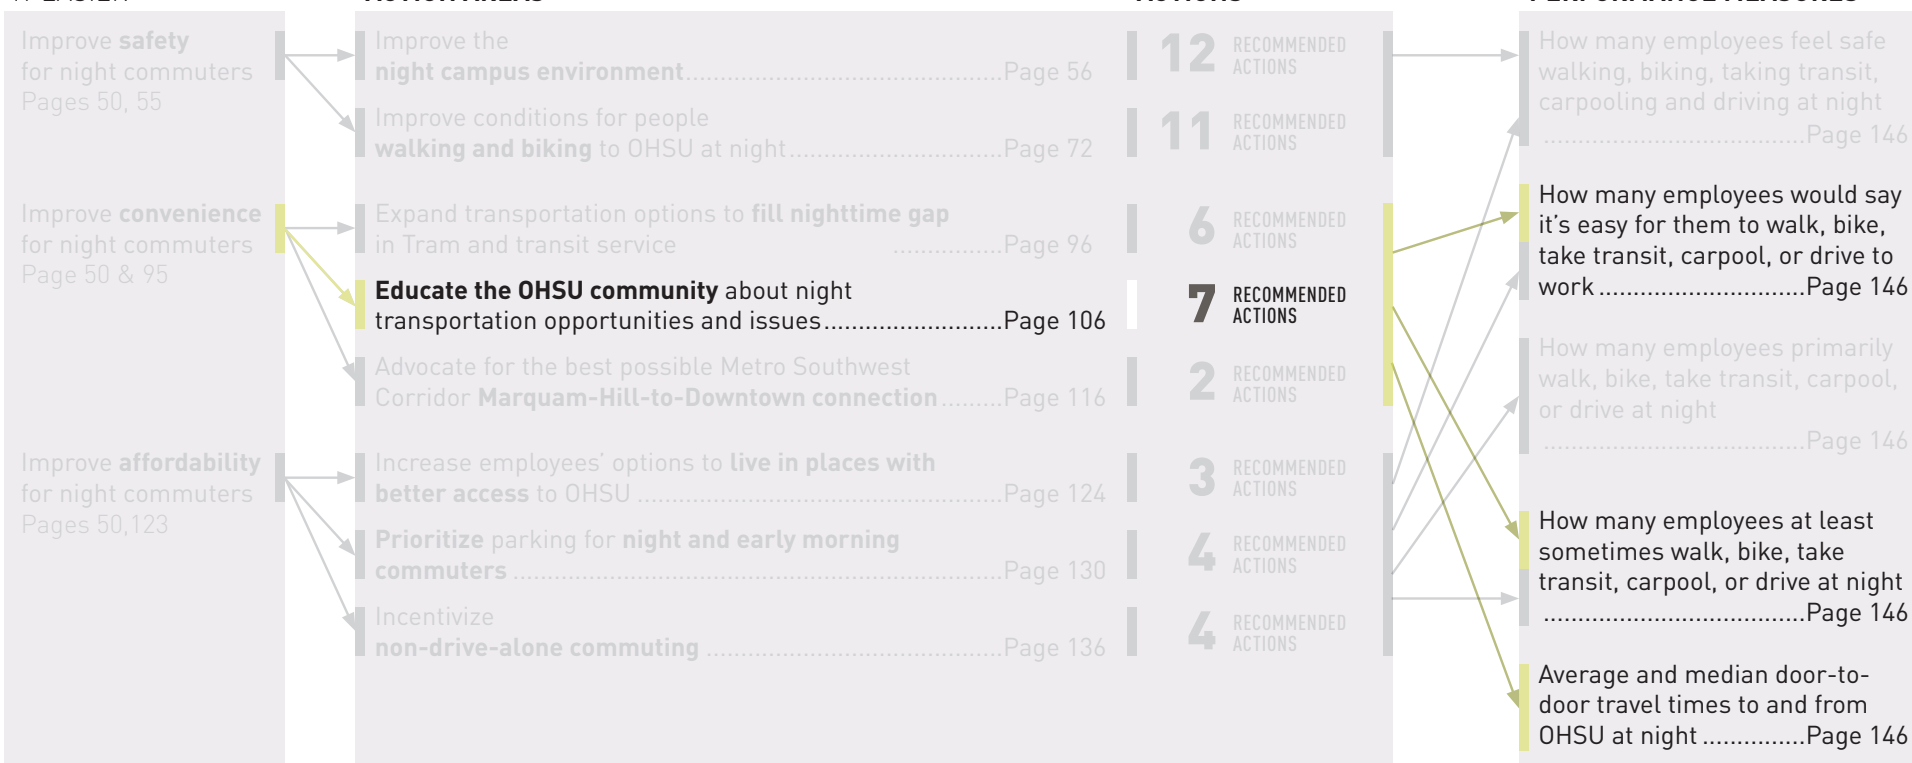 ACTION AREAS
ACTIONS
PERFORMANCE MEASURES
Improve safety
for night commuters
Pages 50, 55
Improve the
night campus environment......................................Page 56
12 RECOMMENDED
ACTIONS
Improve conditions for people
walking and biking to OHSU at night..........................Page 72
11 RECOMMENDED
ACTIONS
How many employees feel safe
walking, biking, taking transit,
carpooling and driving at night
................................Page 146
Improve convenience
for night commuters
Page 50 & 95
Expand transportation options to fill nighttime gap
in Tram and transit service .............Page 96
6 RECOMMENDED
ACTIONS
Educate the OHSU community about night
transportation opportunities and issues..........................Page 106
7 RECOMMENDED
ACTIONS
Advocate for the best possible Metro Southwest
Corridor Marquam-Hill-to-Downtown connection.........Page 116
2 RECOMMENDED
ACTIONS
How many employees would say
it's easy for them to walk, bike,
take transit, carpool, or drive to
work ............................Page 146
How many employees primarily
walk, bike, take transit, carpool,
or drive at night
................................Page 146
Improve affordability
for night commuters
Pages 50,123
Increase employees' options to live in places with
better access to OHSU .............................................Page 124
3 RECOMMENDED
ACTIONS
Prioritize parking for night and early morning
commuters ............................................................Page 130
4 RECOMMENDED
ACTIONS
Incentivize
non-drive-alone commuting ....................................Page 136
4 RECOMMENDED
ACTIONS
How many employees at least
sometimes walk, bike, take
transit, carpool, or drive at night
................................Page 146
Average and median door-to-
door travel times to and from
OHSU at night ...............Page 146